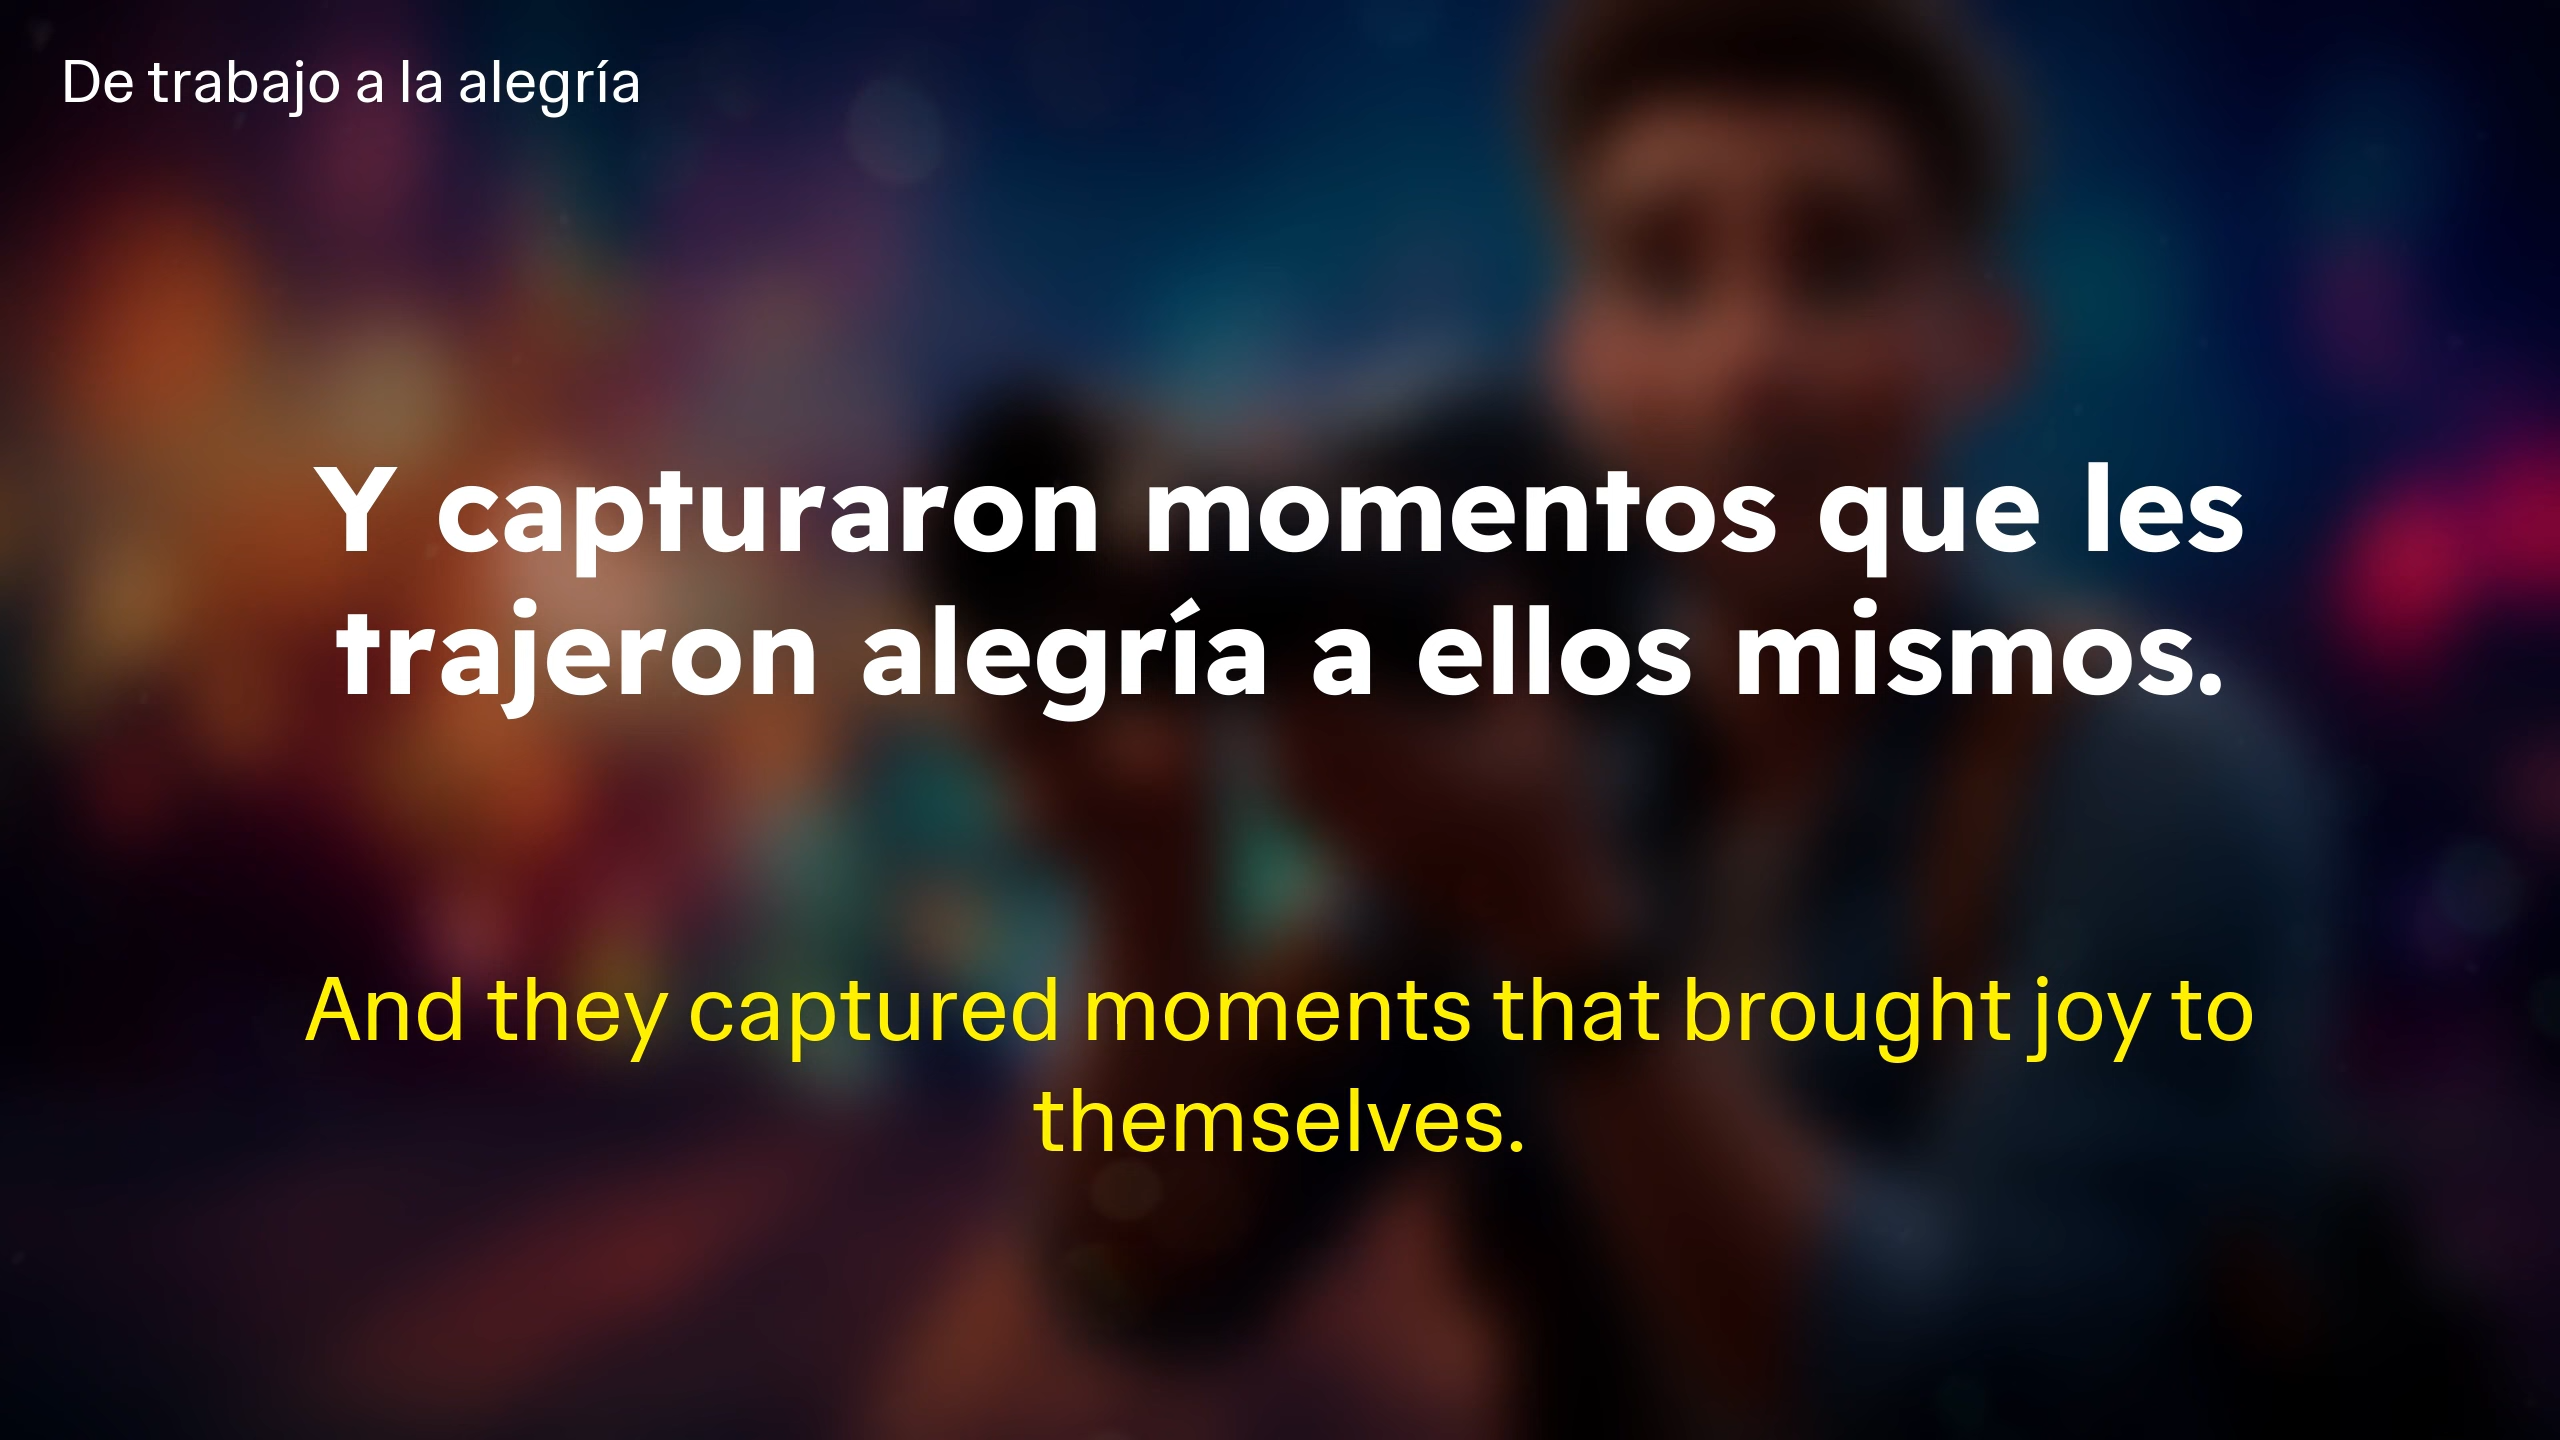 De trabajo a la alegría
Y capturaron momentos que les
trajeron alegría a ellos mismos.
And they captured moments that brought joy to
themselves.